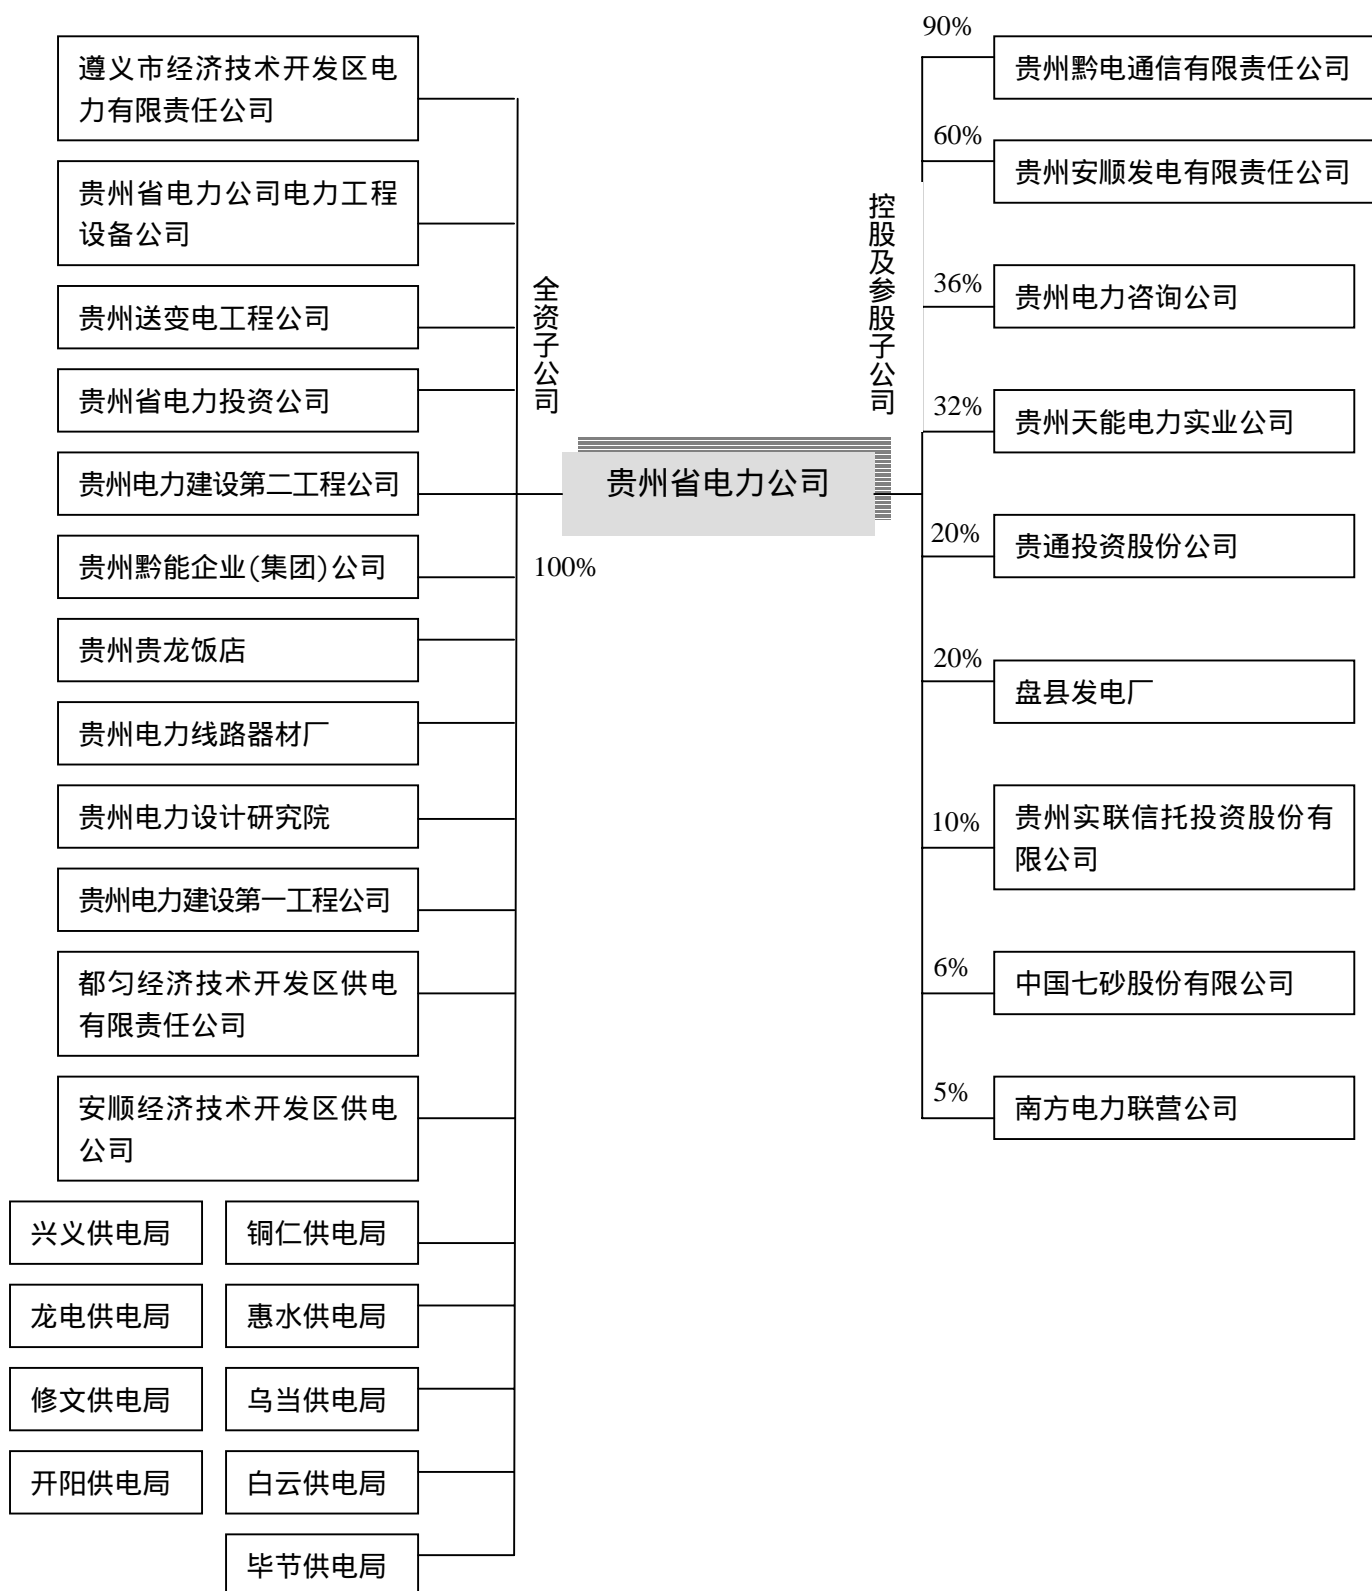 遵义市经济技术开发区电
力有限责任公司
贵州省电力公司电力工程
设备公司
贵州送变电工程公司
贵州省电力投资公司
贵州电力建设第二工程公司
贵州黔能企业(集团)公司
贵州贵龙饭店
贵州电力线路器材厂
贵州电力设计研究院
贵州电力建设第一工程公司
都匀经济技术开发区供电
有限责任公司
安顺经济技术开发区供电
公司
兴义供电局
铜仁供电局
龙电供电局
惠水供电局
修文供电局
乌当供电局
开阳供电局
白云供电局
毕节供电局
全资子公司
100%
贵州省电力公司
控股及参股子公司
90%
贵州黔电通信有限责任公司
60%
贵州安顺发电有限责任公司
36%
贵州电力咨询公司
32%
贵州天能电力实业公司
20%
贵通投资股份公司
20%
盘县发电厂
10%
贵州实联信托投资股份有
限公司
6%
中国七砂股份有限公司
5%
南方电力联营公司